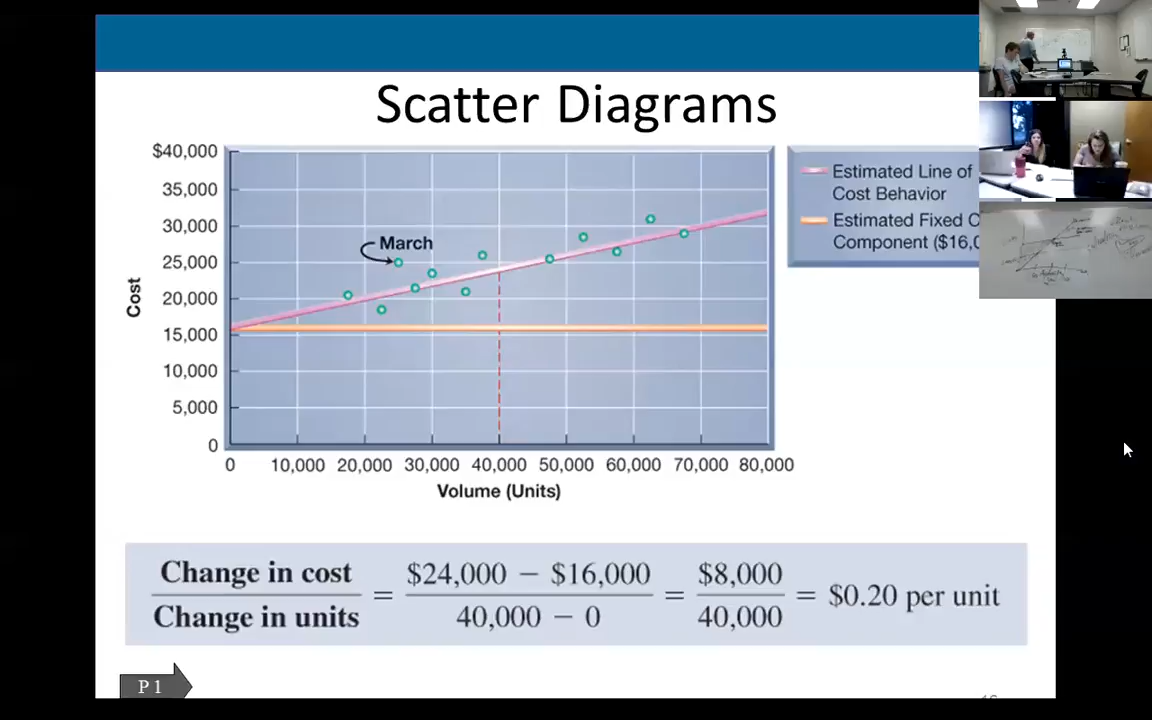 Scatter Diagrams
$40,000
35,000
30,000
25,000
20,000
15,000
10,000
5,000
0
Cost
March
0 10,000 20,000 30,000 40,000 50,000 60,000 70,000 80,000
Volume (Units)
Estimated Line of
Cost Behavior
Estimated Fixed C
Component ($16,0
Change in cost
Change in units
=
$24,000 − $16,000
40,000 − 0
=
$8,000
40,000
= $0.20 per unit
P 1